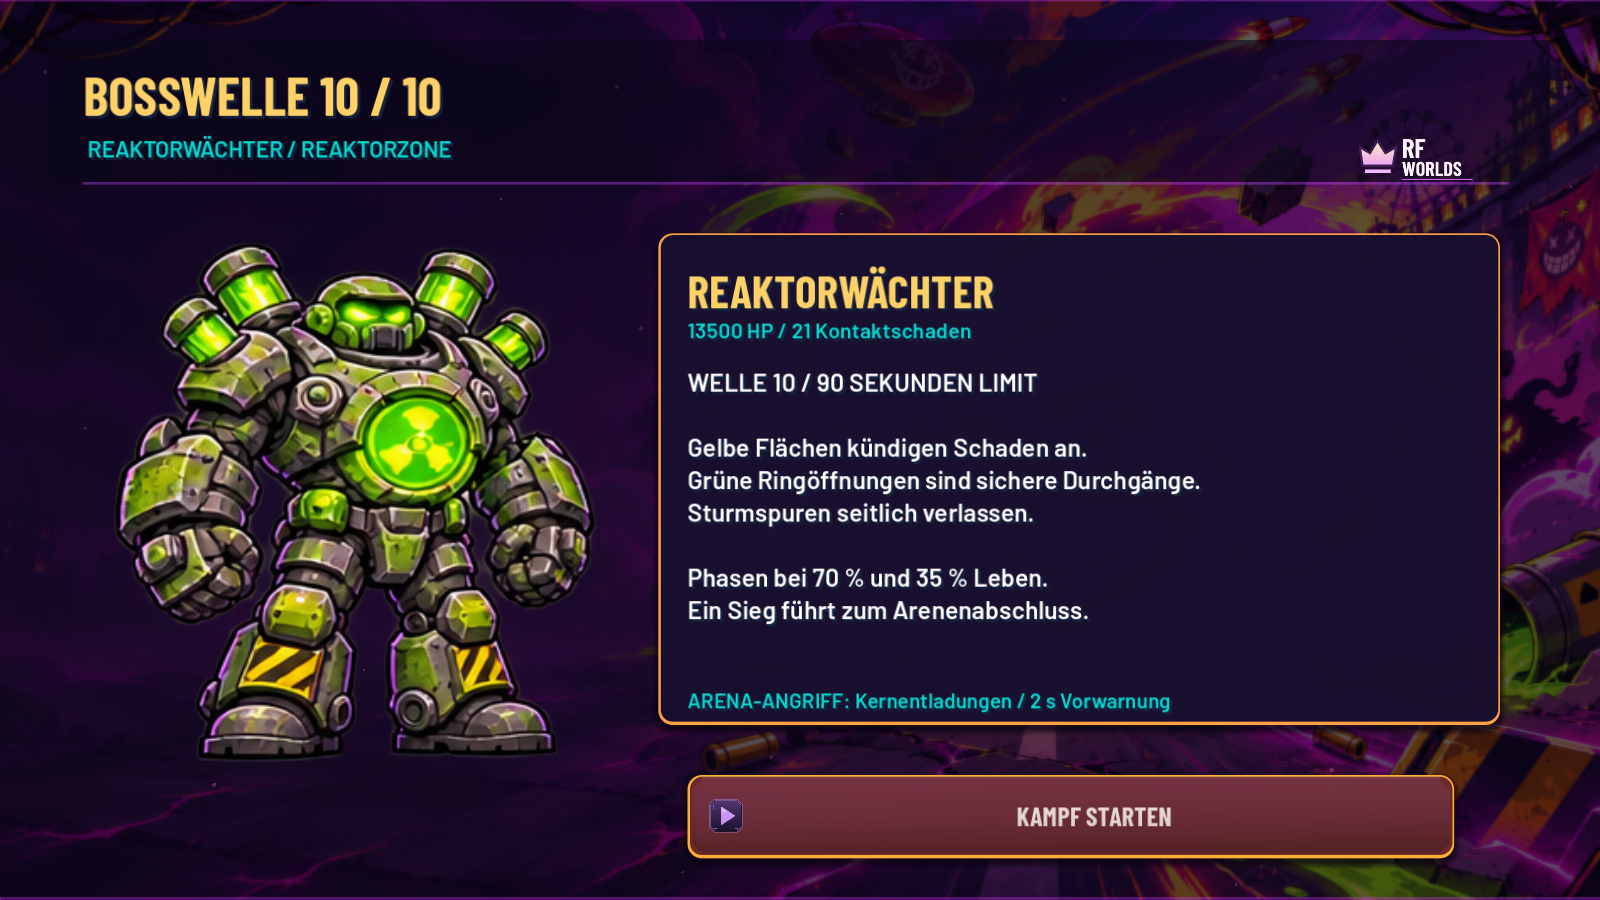 BOSSWELLE 10 / 10
REAKTORWÄCHTER / REAKTORZONE
RF
WORLDS
REAKTORWÄCHTER
13500 HP / 21 Kontaktschaden
WELLE 10 / 90 SEKUNDEN LIMIT
Gelbe Flächen kündigen Schaden an.
Grüne Ringöffnungen sind sichere Durchgänge.
Sturmspuren seitlich verlassen.
Phasen bei 70 % und 35 % Leben.
Ein Sieg führt zum Arenenabschluss.
ARENA-ANGRIFF: Kernentladungen / 2 s Vorwarnung
KAMPF STARTEN